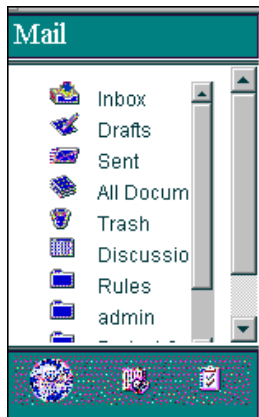 Mail
Inbox
Drafts
Sent
All Docum
Trash
Discussio
Rules
admin